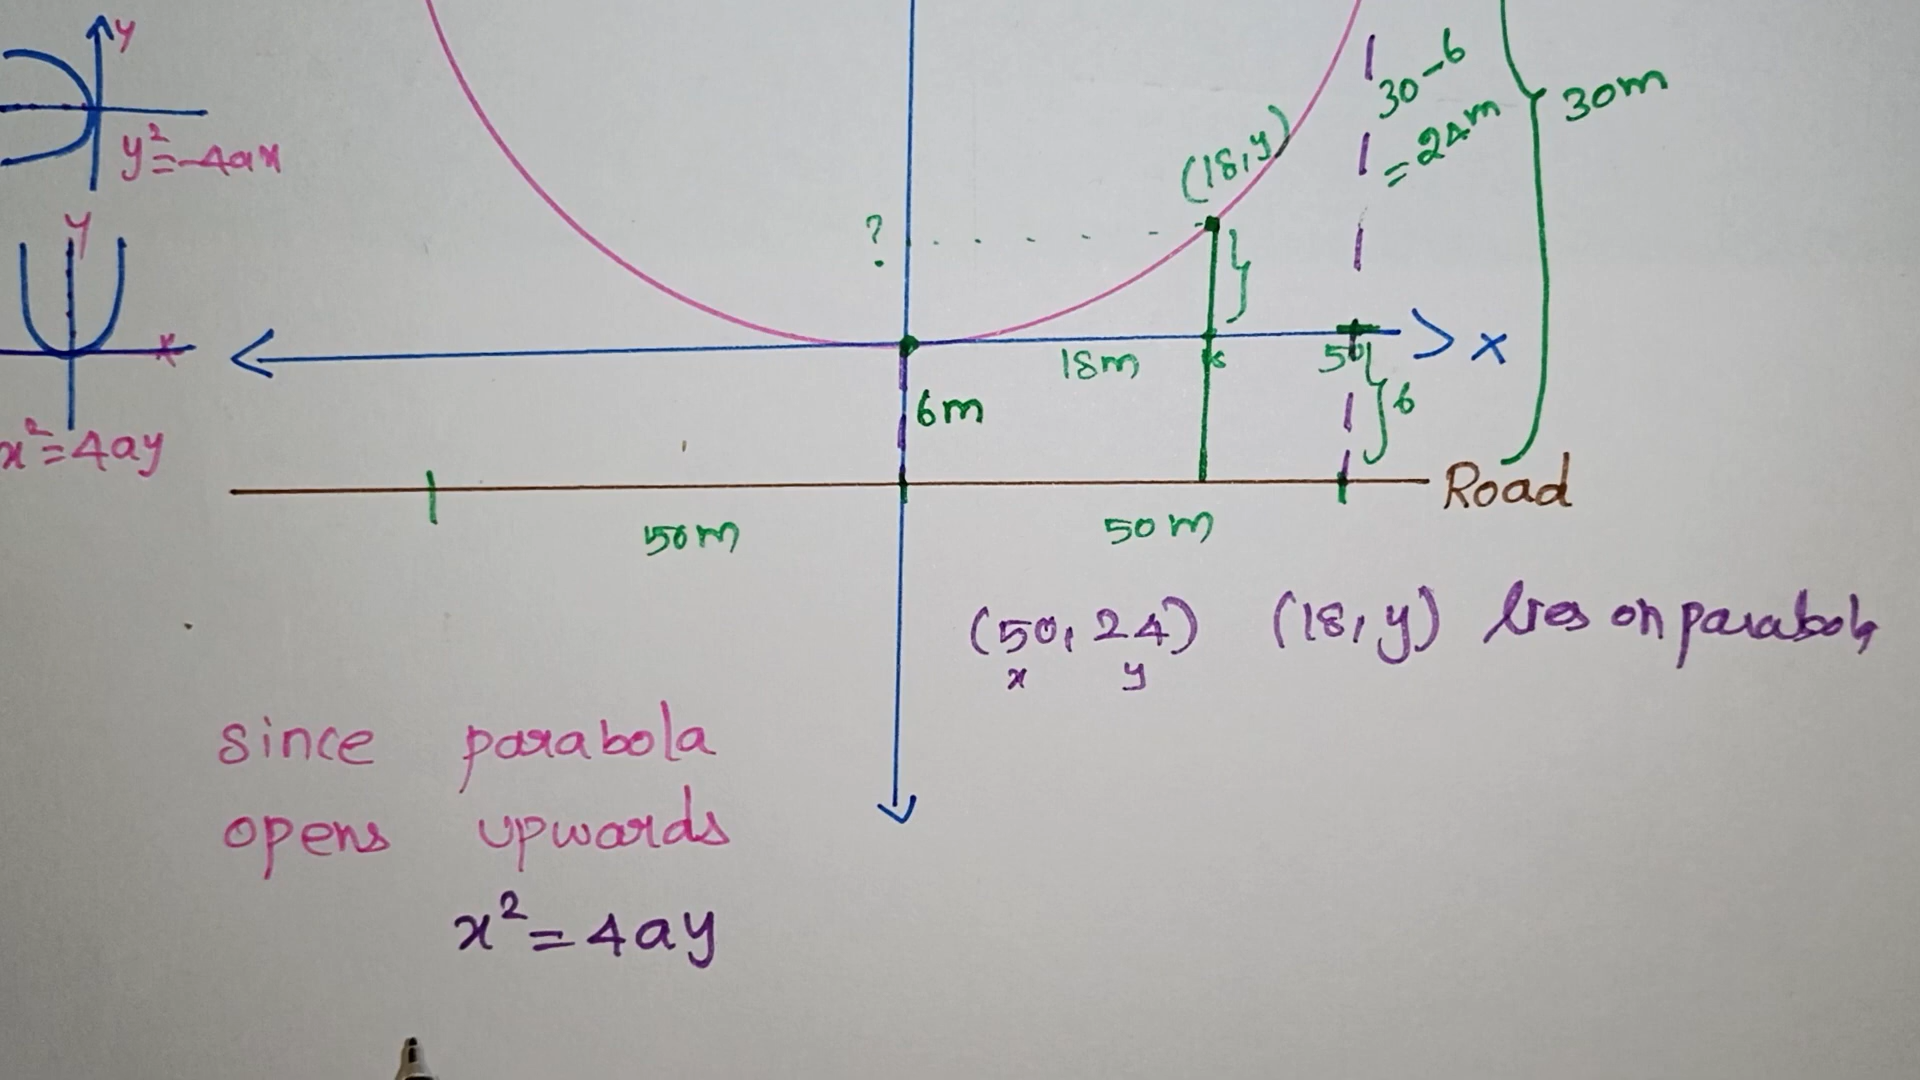 y
y²=-4ax
y
x
x²=4ay
30-6
=24m
30m
(18,y)
?
x
18m
50
6m
6
Road
50m
50m
(50, 24) (18, y) lies on parabola
x y
since parabola
opens upwards
x² = 4ay